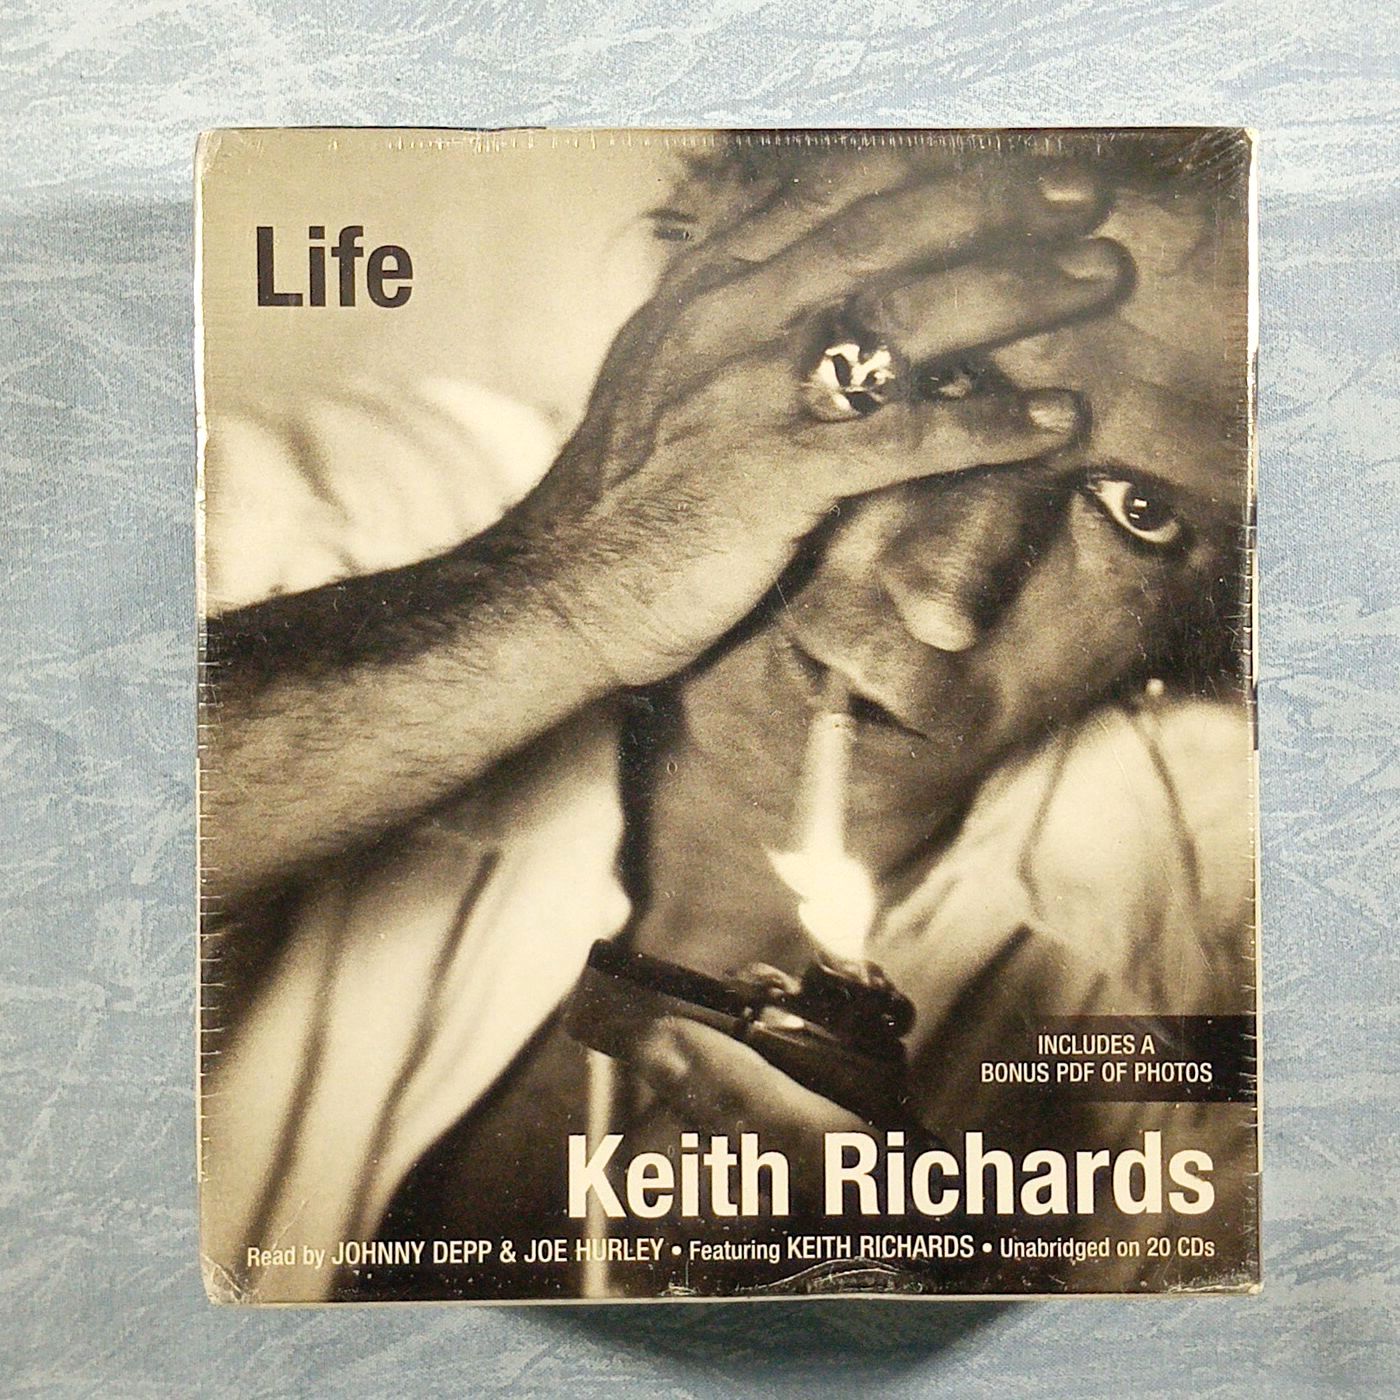 Life
INCLUDES A
BONUS PDF OF PHOTOS
Keith Richards
Read by JOHNNY DEPP & JOE HURLEY • Featuring KEITH RICHARDS • Unabridged on 20 CDs